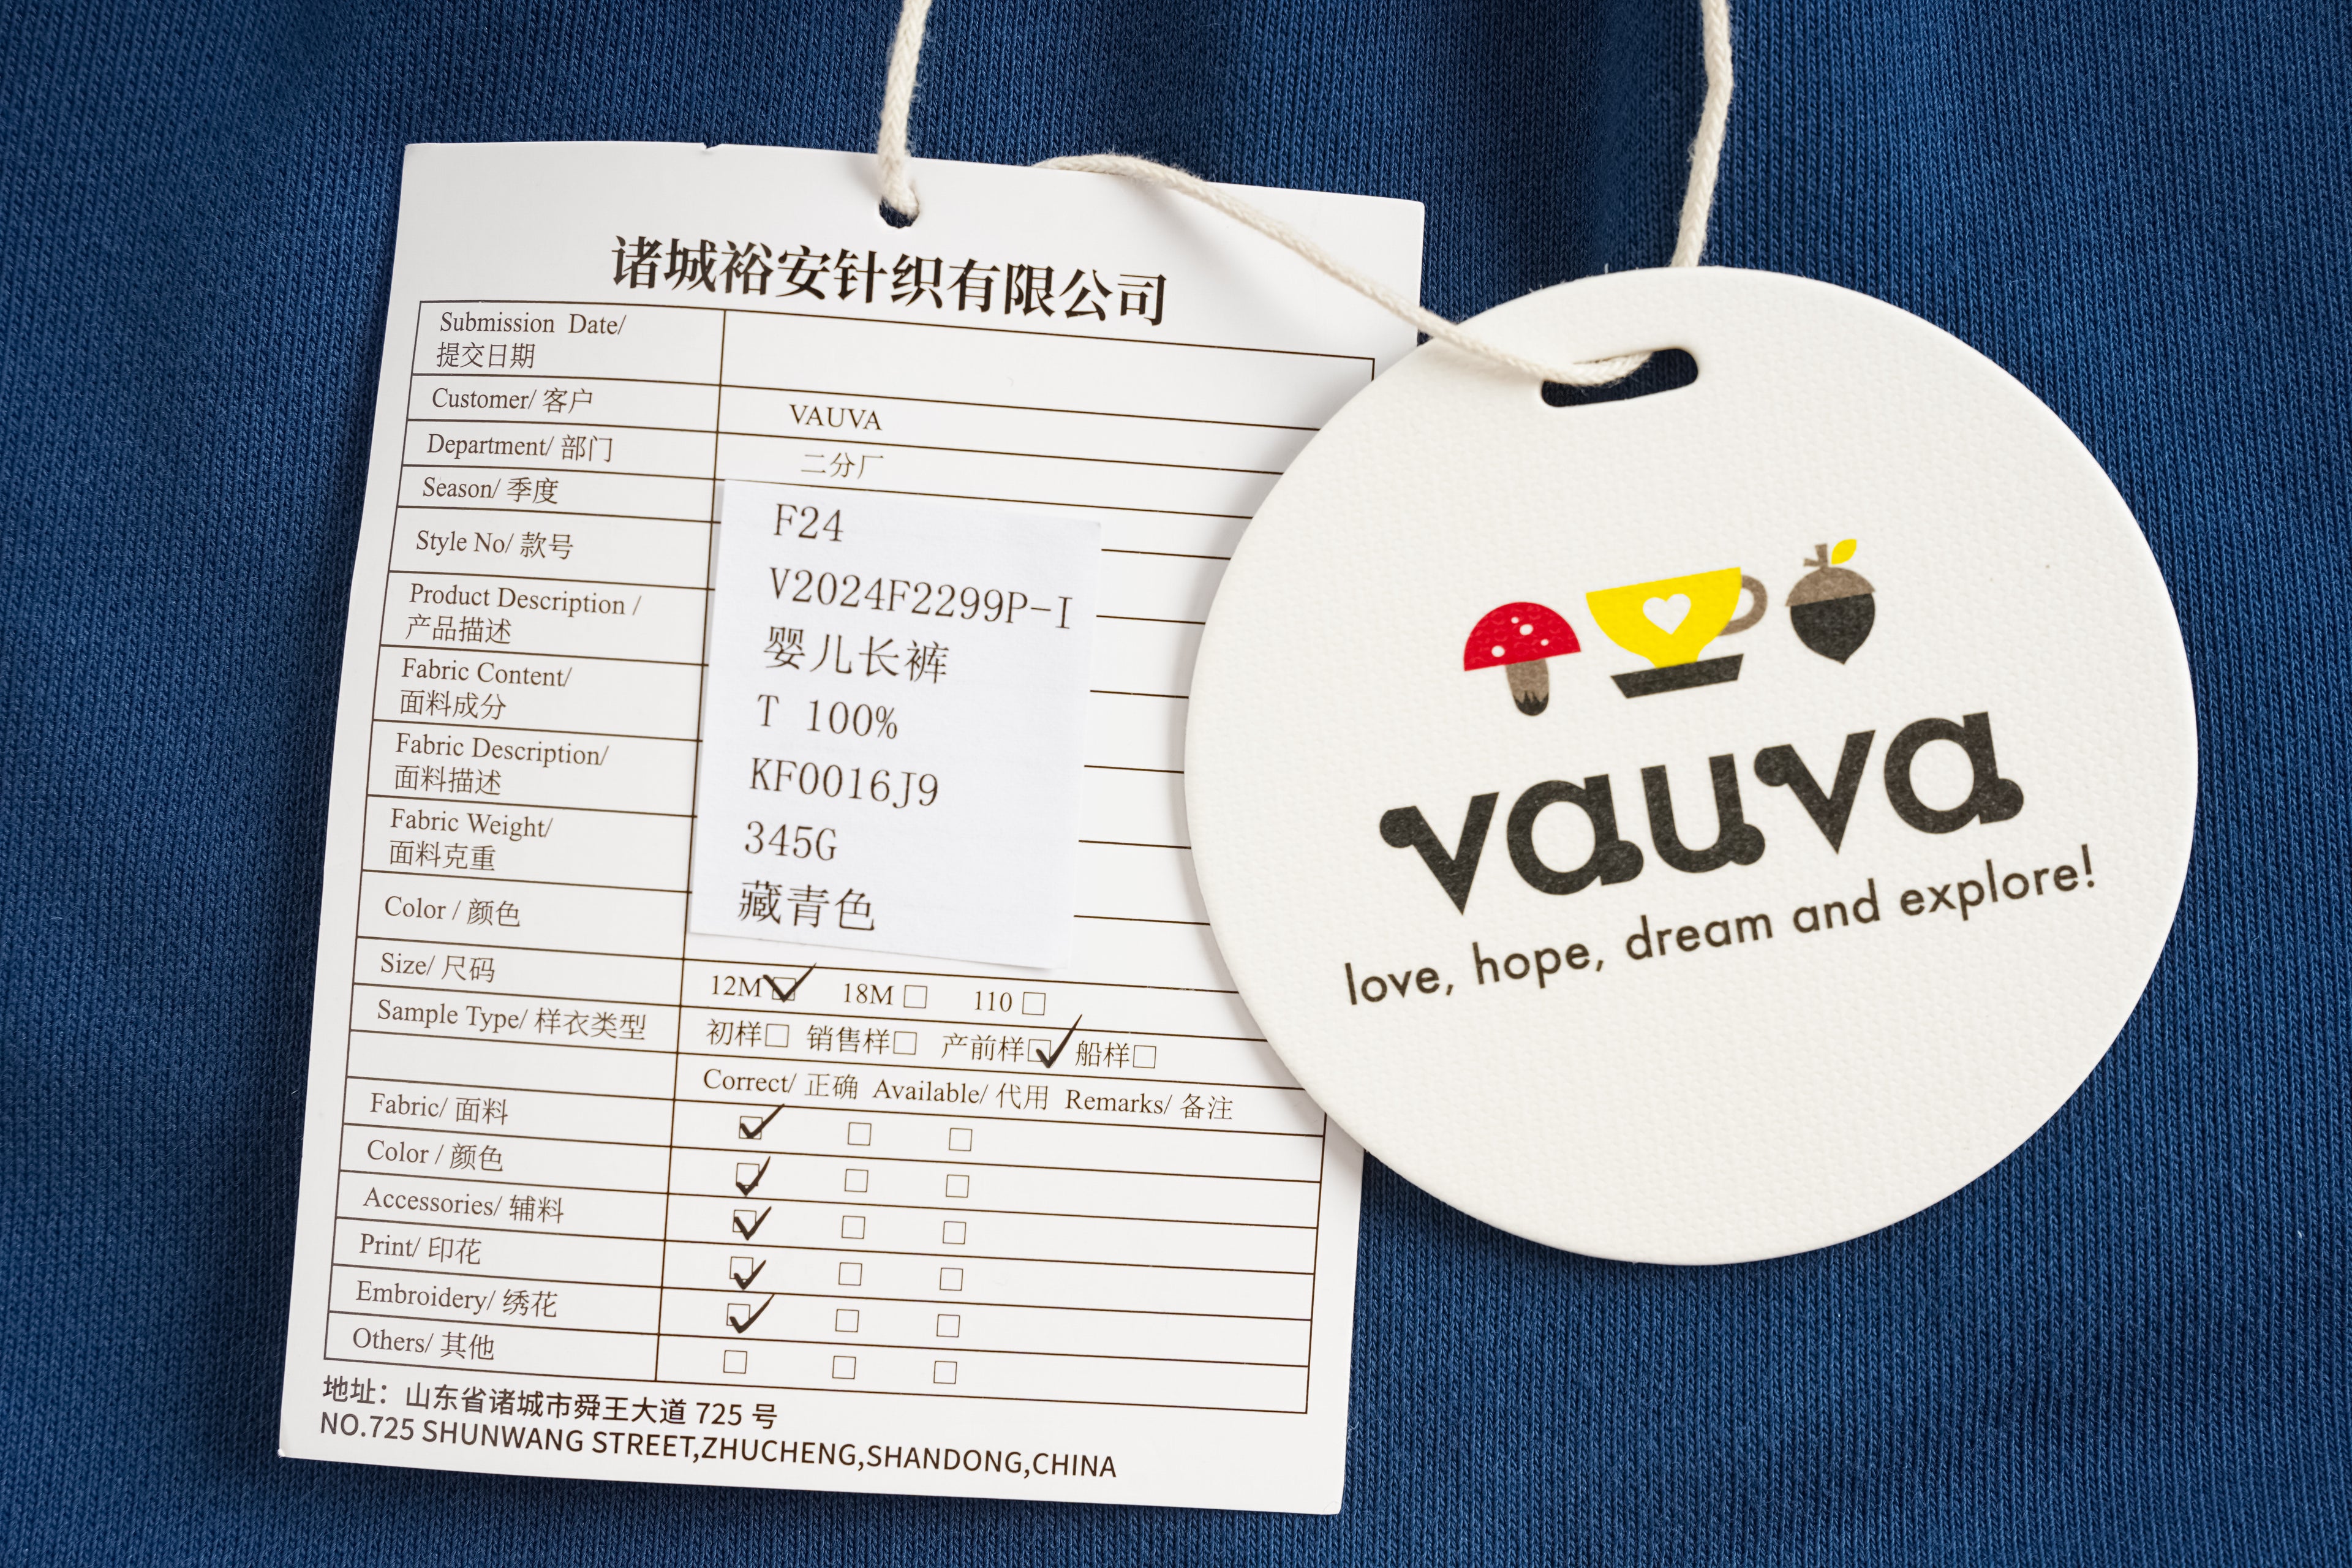 诸城裕安针织有限公司
Submission Date/
提交日期
Customer/ 客户 VAUVA
Department/ 部门 二分厂
Season/ 季度 F24
Style No/ 款号 V2024F2299P-I
Product Description /
产品描述 婴儿长裤
Fabric Content/
面料成分 T 100%
Fabric Description/
面料描述 KF0016J9
Fabric Weight/
面料克重 345G
Color / 颜色 藏青色
Size/ 尺码 12M 18M 110
Sample Type/ 样衣类型 初样 销售样 产前样 船样
Correct/ 正确 Available/ 代用 Remarks/ 备注
Fabric/ 面料
Color / 颜色
Accessories/ 辅料
Print/ 印花
Embroidery/ 绣花
Others/ 其他
地址：山东省诸城市舜王大道 725 号
NO.725 SHUNWANG STREET,ZHUCHENG,SHANDONG,CHINA
vauva
love, hope, dream and explore!